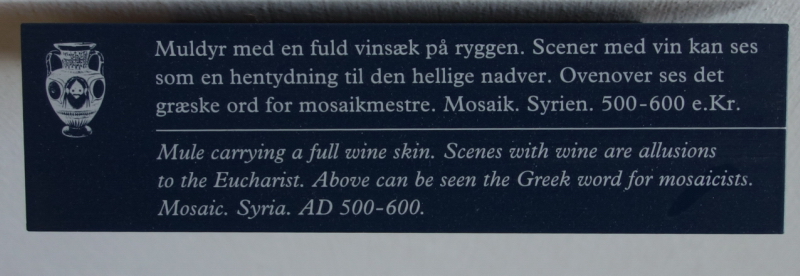 Muldyr med en fuld vinsæk på ryggen. Scener med vin kan ses
som en hentydning til den hellige nadver. Ovenover ses det
græske ord for mosaikmestre. Mosaik. Syrien. 500-600 e.Kr.
Mule carrying a full wine skin. Scenes with wine are allusions
to the Eucharist. Above can be seen the Greek word for mosaicists.
Mosaic. Syria. AD 500-600.